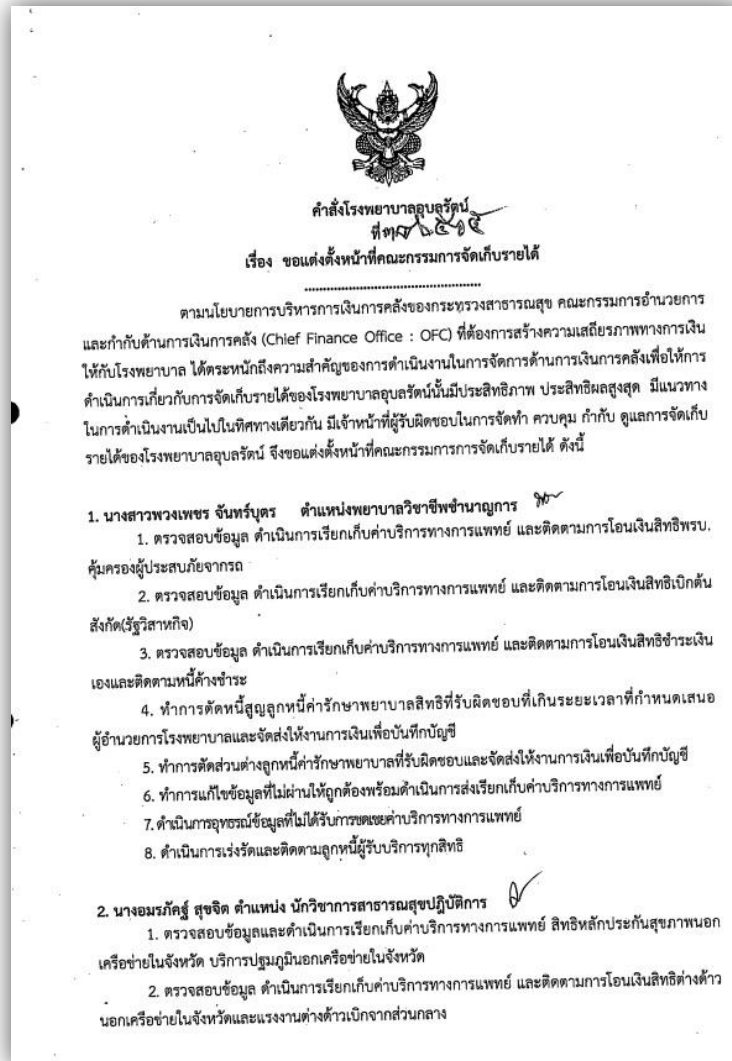 คำสั่งโรงพยาบาลอุบลรัตน์
ที่
เรื่อง ขอแต่งตั้งหน้าที่คณะกรรมการจัดเก็บรายได้
ตามนโยบายการบริหารการเงินการคลังของกระทรวงสาธารณสุข คณะกรรมการอำนวยการ
และกำกับด้านการเงินการคลัง (Chief Finance Office : OFC) ที่ต้องการสร้างความเสถียรภาพทางการเงิน
ให้กับโรงพยาบาล ได้ตระหนักถึงความสำคัญของการดำเนินงานในการจัดการด้านการเงินการคลังเพื่อให้การ
ดำเนินการเกี่ยวกับการจัดเก็บรายได้ของโรงพยาบาลอุบลรัตน์นั้นมีประสิทธิภาพ ประสิทธิผลสูงสุด มีแนวทาง
ในการดำเนินงานเป็นไปในทิศทางเดียวกัน มีเจ้าหน้าที่ผู้รับผิดชอบในการจัดทำ ควบคุม กำกับ ดูแลการจัดเก็บ
รายได้ของโรงพยาบาลอุบลรัตน์ จึงขอแต่งตั้งหน้าที่คณะกรรมการการจัดเก็บรายได้ ดังนี้
1. นางสาวพวงเพชร จันทร์บุตร ตำแหน่งพยาบาลวิชาชีพชำนาญการ
1. ตรวจสอบข้อมูล ดำเนินการเรียกเก็บค่าบริการทางการแพทย์ และติดตามการโอนเงินสิทธิพรบ.
คุ้มครองผู้ประสบภัยจากรถ
2. ตรวจสอบข้อมูล ดำเนินการเรียกเก็บค่าบริการทางการแพทย์ และติดตามการโอนเงินสิทธิเบิกต้น
สังกัด(รัฐวิสาหกิจ)
3. ตรวจสอบข้อมูล ดำเนินการเรียกเก็บค่าบริการทางการแพทย์ และติดตามการโอนเงินสิทธิชำระเงิน
เองและติดตามหนี้ค้างชำระ
4. ทำการตัดหนี้สูญลูกหนี้ค่ารักษาพยาบาลสิทธิที่รับผิดชอบที่เกินระยะเวลาที่กำหนดเสนอ
ผู้อำนวยการโรงพยาบาลและจัดส่งให้งานการเงินเพื่อบันทึกบัญชี
5. ทำการตัดส่วนต่างลูกหนี้ค่ารักษาพยาบาลที่รับผิดชอบและจัดส่งให้งานการเงินเพื่อบันทึกบัญชี
6. ทำการแก้ไขข้อมูลที่ไม่ผ่านให้ถูกต้องพร้อมดำเนินการส่งเรียกเก็บค่าบริการทางการแพทย์
7. ดำเนินการอุทธรณ์ข้อมูลที่ไม่ได้รับการชดเชยค่าบริการทางการแพทย์
8. ดำเนินการเร่งรัดและติดตามลูกหนี้ผู้รับบริการทุกสิทธิ
2. นางอมรภัคฐ์ สุขจิต ตำแหน่ง นักวิชาการสาธารณสุขปฏิบัติการ
1. ตรวจสอบข้อมูลและดำเนินการเรียกเก็บค่าบริการทางการแพทย์ สิทธิหลักประกันสุขภาพนอก
เครือข่ายในจังหวัด บริการปฐมภูมินอกเครือข่ายในจังหวัด
2. ตรวจสอบข้อมูล ดำเนินการเรียกเก็บค่าบริการทางการแพทย์ และติดตามการโอนเงินสิทธิต่างด้าว
นอกเครือข่ายในจังหวัดและแรงงานต่างด้าวเบิกจากส่วนกลาง